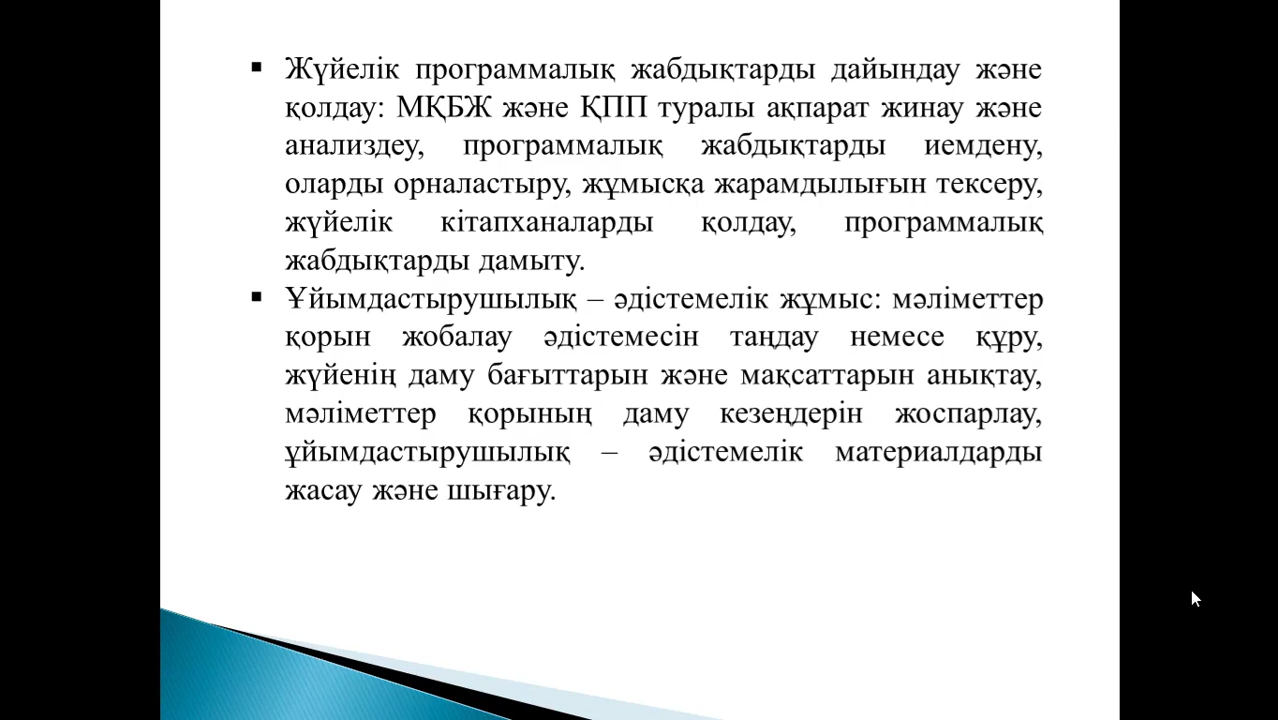 ▪ Жүйелік программалық жабдықтарды дайындау және
қолдау: МҚБЖ және ҚПП туралы ақпарат жинау және
анализдеу, программалық жабдықтарды иемдену,
оларды орналастыру, жұмысқа жарамдылығын тексеру,
жүйелік кітапханаларды қолдау, программалық
жабдықтарды дамыту.
▪ Ұйымдастырушылық – әдістемелік жұмыс: мәліметтер
қорын жобалау әдістемесін таңдау немесе құру,
жүйенің даму бағыттарын және мақсаттарын анықтау,
мәліметтер қорының даму кезеңдерін жоспарлау,
ұйымдастырушылық – әдістемелік материалдарды
жасау және шығару.